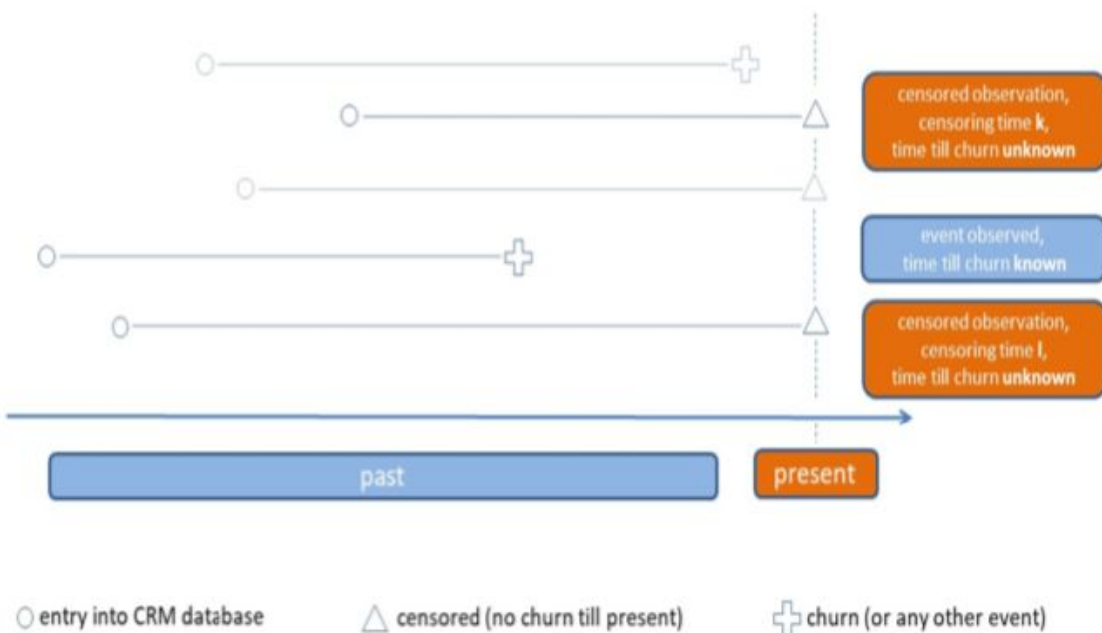 censored observation,
censoring time k,
time till churn unknown
event observed,
time till churn known
censored observation,
censoring time l,
time till churn unknown
past
present
entry into CRM database
censored (no churn till present)
churn (or any other event)